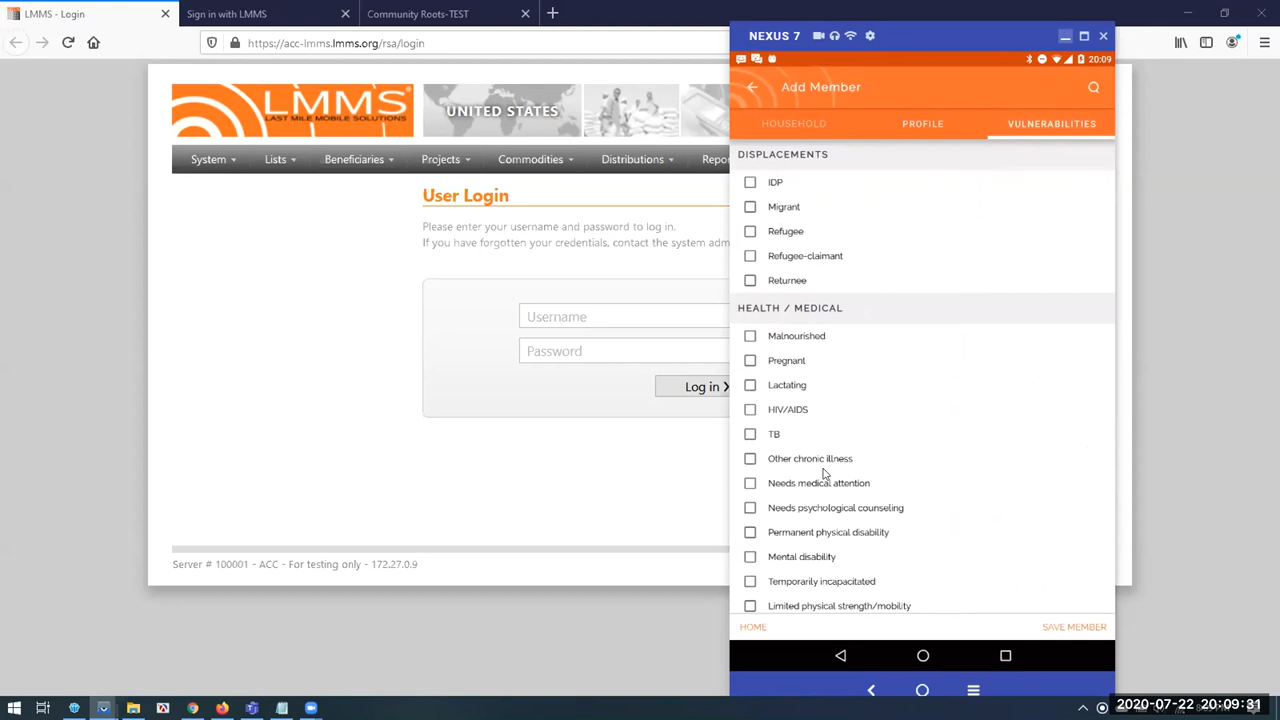 LMMS - Login
Sign in with LMMS
Community Roots-TEST
https://acc-lmms.lmms.org/rsa/login
LMMS
LAST MILE MOBILE SOLUTIONS
UNITED STATES
System
Lists
Beneficiaries
Projects
Commodities
Distributions
User Login
Please enter your username and password to log in.
If you have forgotten your credentials, contact the system
Username
Password
Log in
Server # 100001 - ACC - For testing only - 172.27.0.9
NEXUS 7
20:09
Add Member
HOUSEHOLD
PROFILE
VULNERABILITIES
DISPLACEMENTS
IDP
Migrant
Refugee
Refugee-claimant
Returnee
HEALTH / MEDICAL
Malnourished
Pregnant
Lactating
HIV/AIDS
TB
Other chronic illness
Needs medical attention
Needs psychological counseling
Permanent physical disability
Mental disability
Temporarily incapacitated
Limited physical strength/mobility
HOME
SAVE MEMBER
2020-07-22 20:09:31